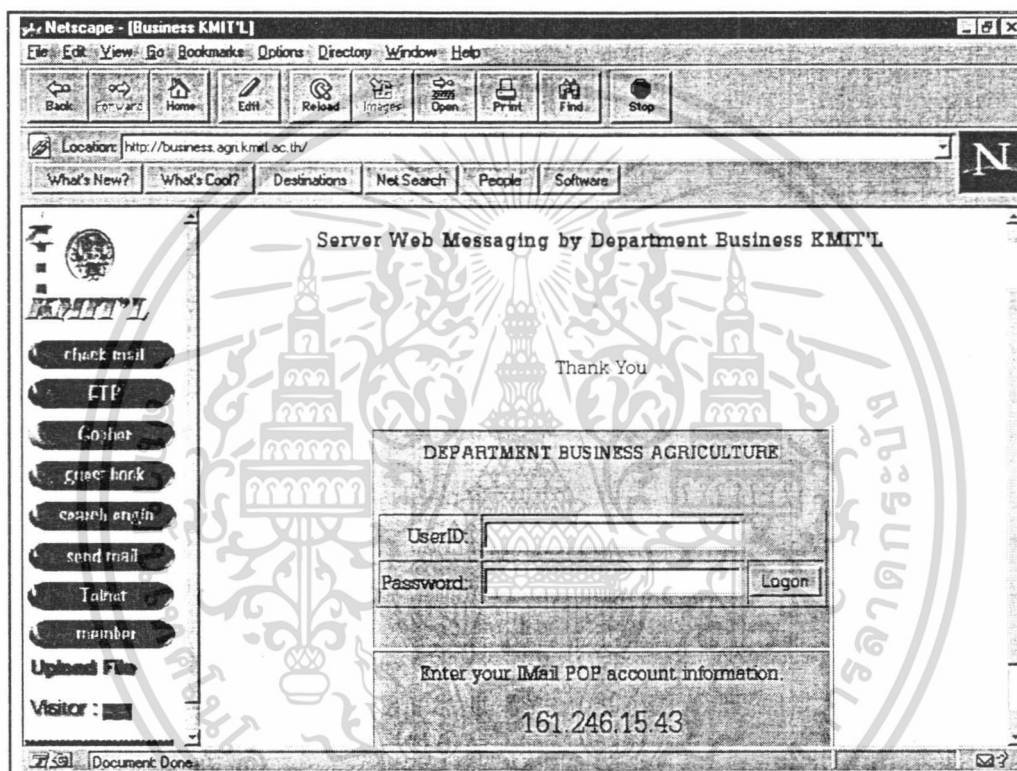 Netscape - [Business KMIT'L]
File Edit View Go Bookmarks Options Directory Window Help
Back Forward Home Edit Reload Images Open Print Find Stop
Location: http://business.agri.kmitl.ac.th/
What's New? What's Cool? Destinations Net Search People Software
N
KMIT'L
check mail
FTP
Gopher
guest book
search engin
send mail
Telnet
member
Upload File
Visitor :
Server Web Messaging by Department Business KMIT'L
Thank You
DEPARTMENT BUSINESS AGRICULTURE
UserID:
Password: Logon
Enter your IMail POP account information.
161.246.15.43
Document: Done